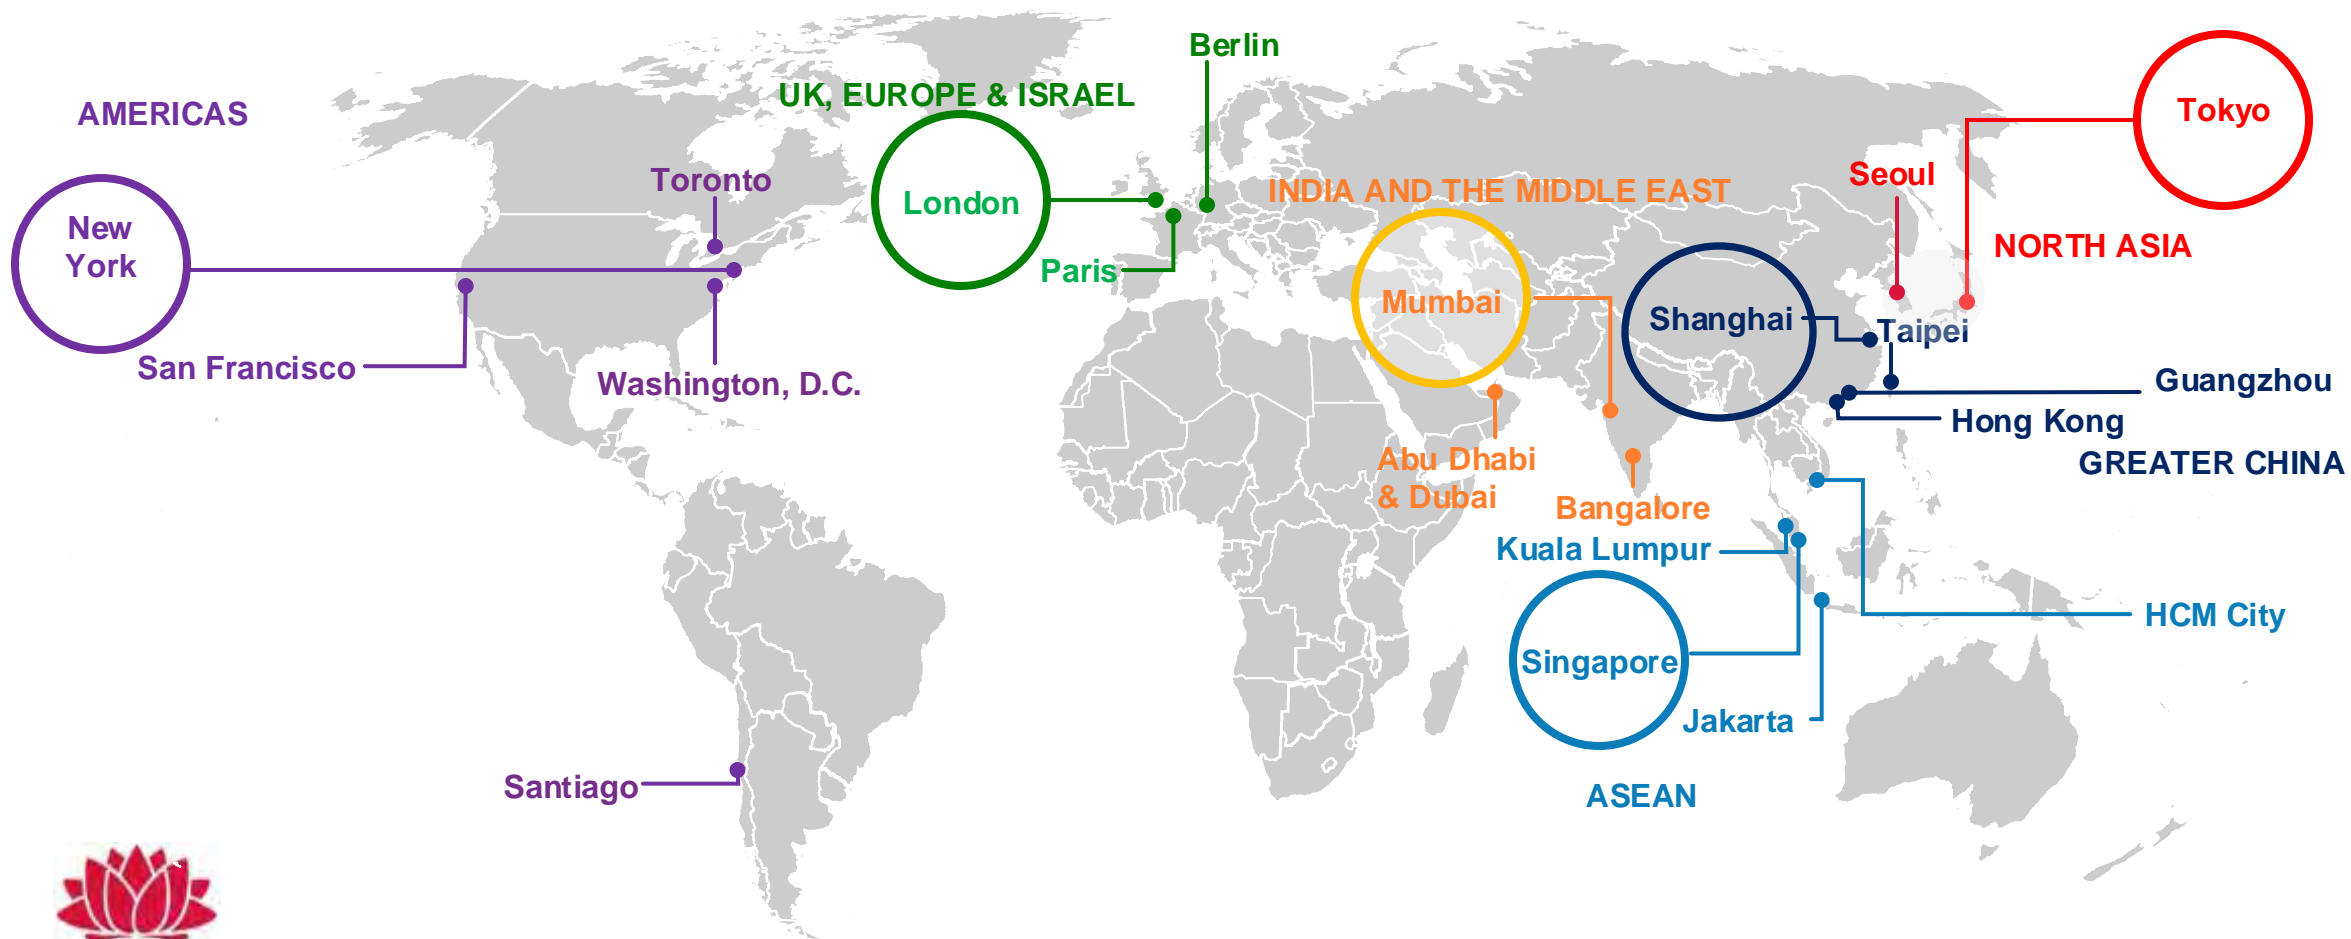 Berlin
UK, EUROPE & ISRAEL
AMERICAS
Tokyo
Toronto
Seoul
INDIA AND THE MIDDLE EAST
London
New
York
NORTH ASIA
Paris
Mumbai
Shanghai
Taipei
San Francisco
Washington, D.C.
Guangzhou
Hong Kong
Abu Dhabi
& Dubai
GREATER CHINA
Bangalore
Kuala Lumpur
HCM City
Singapore
Jakarta
Santiago
ASEAN